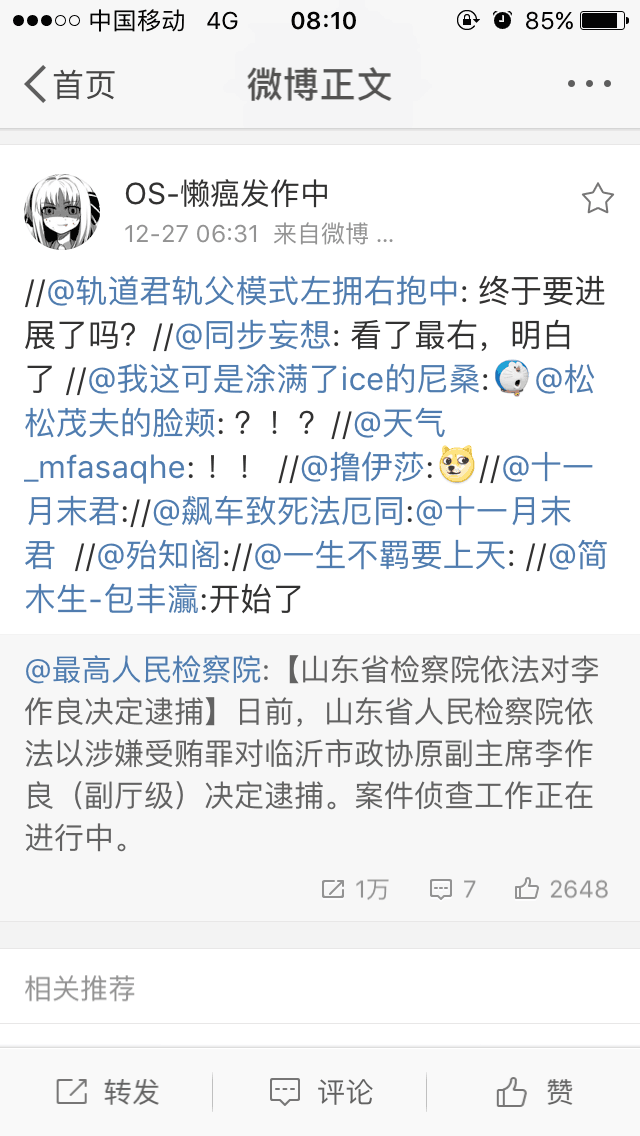 中国移动 4G 08:10 85%
首页 微博正文
OS-懒癌发作中
12-27 06:31 来自微博 ...
//@轨道君轨父模式左拥右抱中: 终于要进
展了吗？//@同步妄想: 看了最右，明白
了 //@我这可是涂满了ice的尼桑: @松
松茂夫的脸颊: ？！？ //@天气
_mfasaqhe: ！！ //@撸伊莎: //@十一
月末君://@飙车致死法厄同:@十一月末
君 //@殆知阁://@一生不羁要上天: //@简
木生-包丰瀛:开始了
@最高人民检察院:【山东省检察院依法对李
作良决定逮捕】日前，山东省人民检察院依
法以涉嫌受贿罪对临沂市政协原副主席李作
良（副厅级）决定逮捕。案件侦查工作正在
进行中。
1万 7 2648
相关推荐
转发 评论 赞